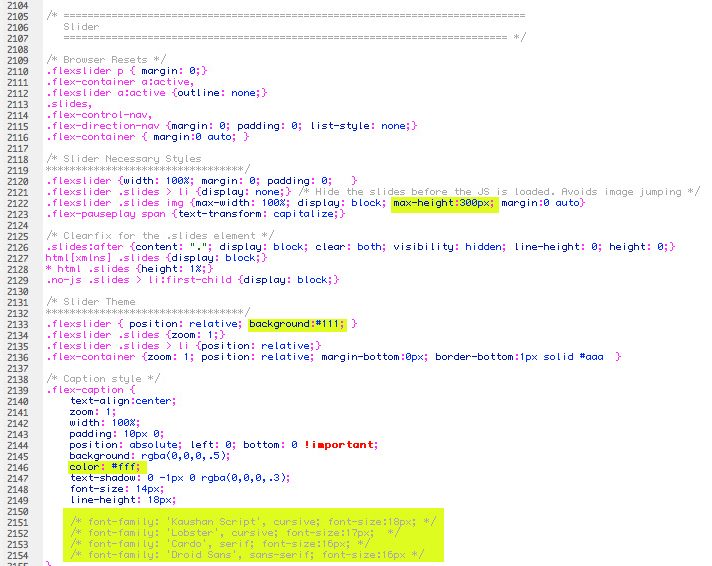 2104
2105 /* ==============================================================================
2106 Slider
2107 ============================================================================ */
2108
2109 /* Browser Resets */
2110 .flexslider p { margin: 0;}
2111 .flex-container a:active,
2112 .flexslider a:active {outline: none;}
2113 .slides,
2114 .flex-control-nav,
2115 .flex-direction-nav {margin: 0; padding: 0; list-style: none;}
2116 .flex-container { margin:0 auto; }
2117
2118 /* Slider Necessary Styles
2119 *********************************/
2120 .flexslider {width: 100%; margin: 0; padding: 0; }
2121 .flexslider .slides > li {display: none;} /* Hide the slides before the JS is loaded. Avoids image jumping */
2122 .flexslider .slides img {max-width: 100%; display: block; max-height:300px; margin:0 auto}
2123 .flex-pauseplay span {text-transform: capitalize;}
2124
2125 /* Clearfix for the .slides element */
2126 .slides:after {content: "."; display: block; clear: both; visibility: hidden; line-height: 0; height: 0;}
2127 html[xmlns] .slides {display: block;}
2128 * html .slides {height: 1%;}
2129 .no-js .slides > li:first-child {display: block;}
2130
2131 /* Slider Theme
2132 *********************************/
2133 .flexslider { position: relative; background:#111; }
2134 .flexslider .slides {zoom: 1;}
2135 .flexslider .slides > li {position: relative;}
2136 .flex-container {zoom: 1; position: relative; margin-bottom:0px; border-bottom:1px solid #aaa }
2137
2138 /* Caption style */
2139 .flex-caption {
2140 text-align:center;
2141 zoom: 1;
2142 width: 100%;
2143 padding: 10px 0;
2144 position: absolute; left: 0; bottom: 0 !important;
2145 background: rgba(0,0,0,.5);
2146 color: #fff;
2147 text-shadow: 0 -1px 0 rgba(0,0,0,.3);
2148 font-size: 14px;
2149 line-height: 18px;
2150
2151 /* font-family: 'Kaushan Script', cursive; font-size:18px; */
2152 /* font-family: 'Lobster', cursive; font-size:17px; */
2153 /* font-family: 'Cardo', serif; font-size:16px; */
2154 /* font-family: 'Droid Sans', sans-serif; font-size:16px */
2155 }